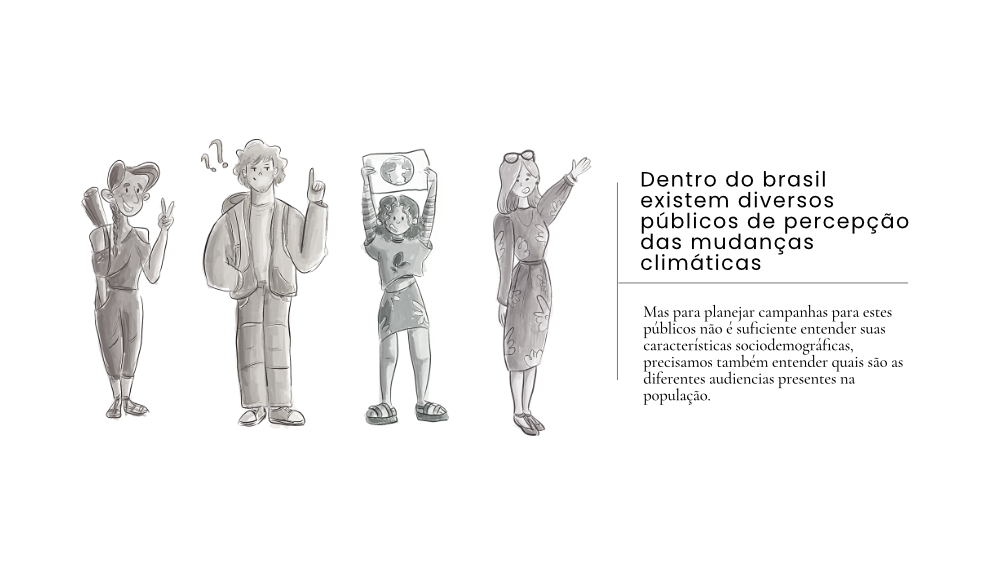 ??
Dentro do brasil
existem diversos
públicos de percepção
das mudanças
climáticas
Mas para planejar campanhas para estes
públicos não é suficiente entender suas
características sociodemográficas,
precisamos também entender quais são as
diferentes audiencias presentes na
população.